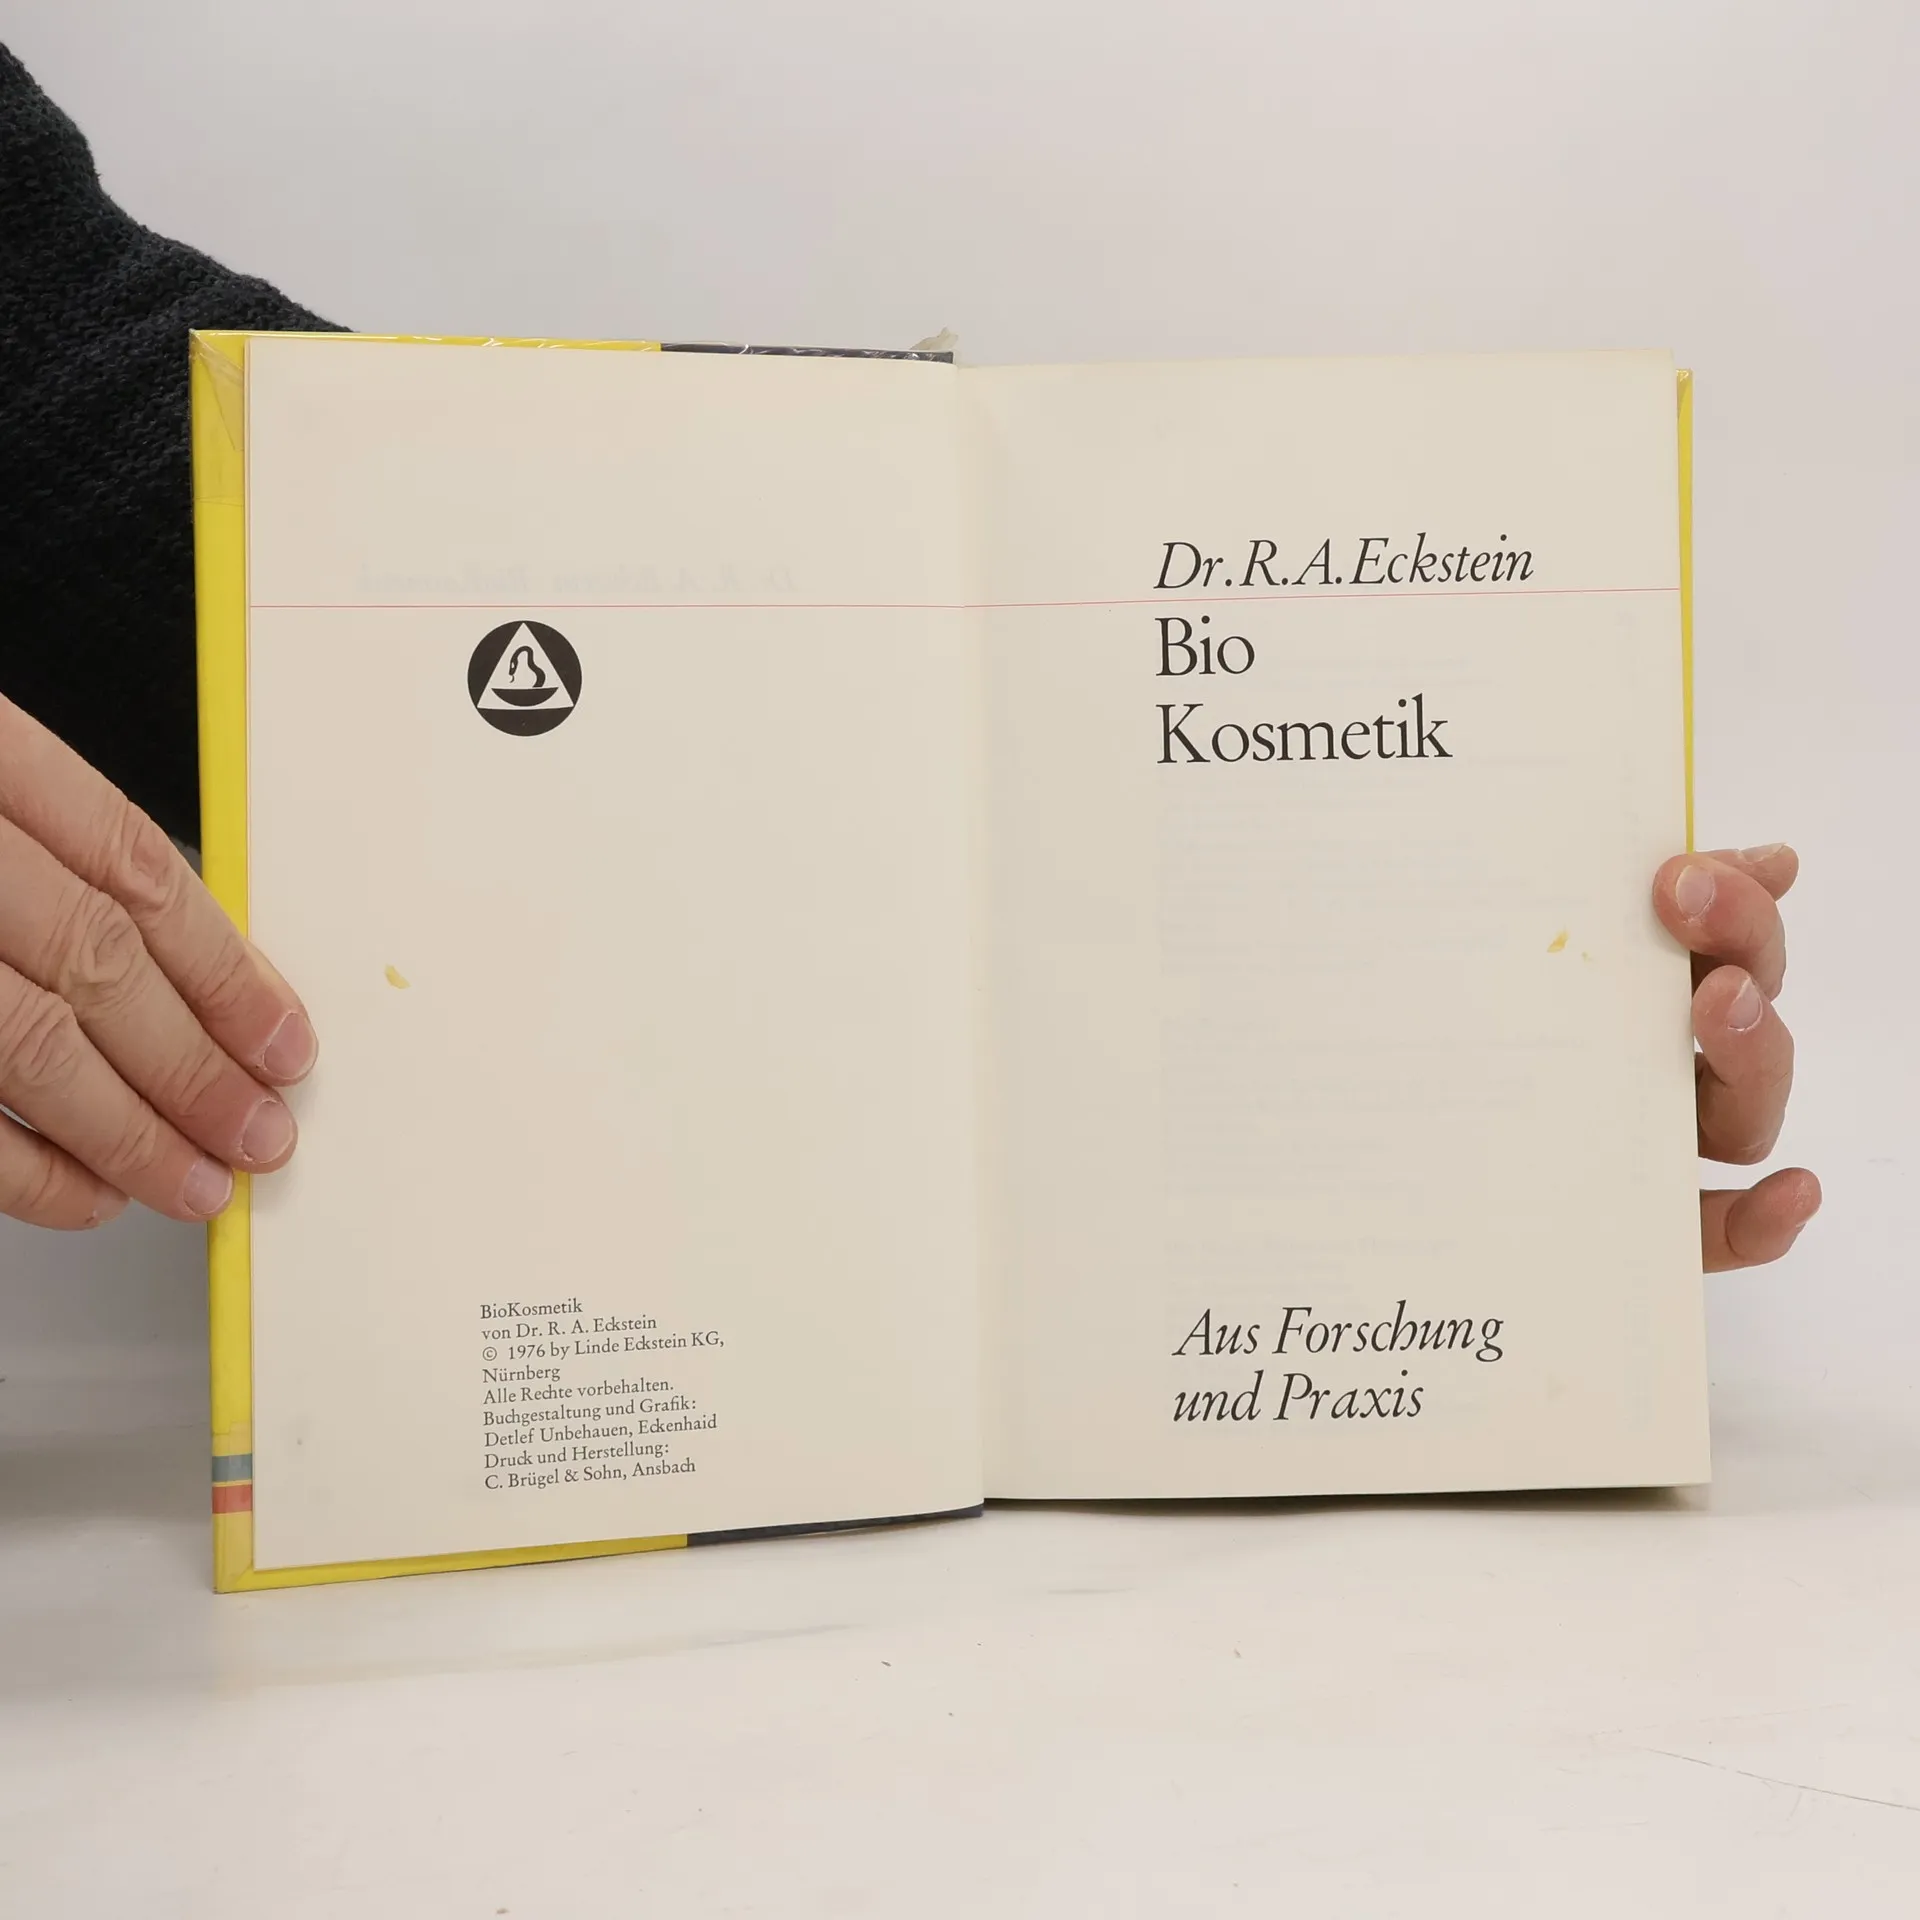 BioKosmetik
von Dr. R. A. Eckstein
© 1976 by Linde Eckstein KG,
Nürnberg
Alle Rechte vorbehalten.
Buchgestaltung und Grafik:
Detlef Unbehauen, Eckenhaid
Druck und Herstellung:
C. Brügel & Sohn, Ansbach
Dr. R. A. Eckstein
Bio
Kosmetik
Aus Forschung
und Praxis